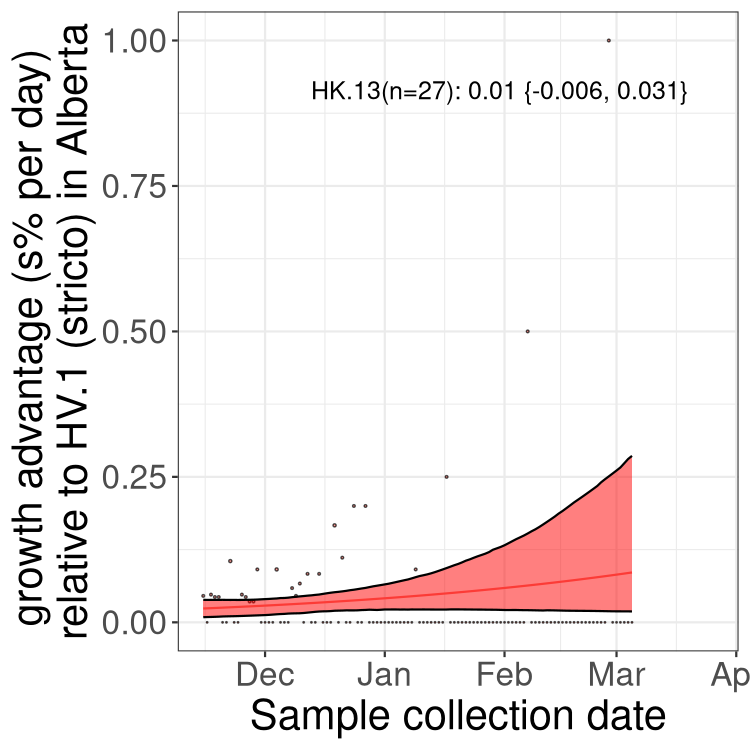 growth advantage (s% per day)
relative to HV.1 (stricto) in Alberta
1.00
0.75
0.50
0.25
0.00
HK.13(n=27): 0.01 {-0.006, 0.031}
Dec Jan Feb Mar Ap
Sample collection date